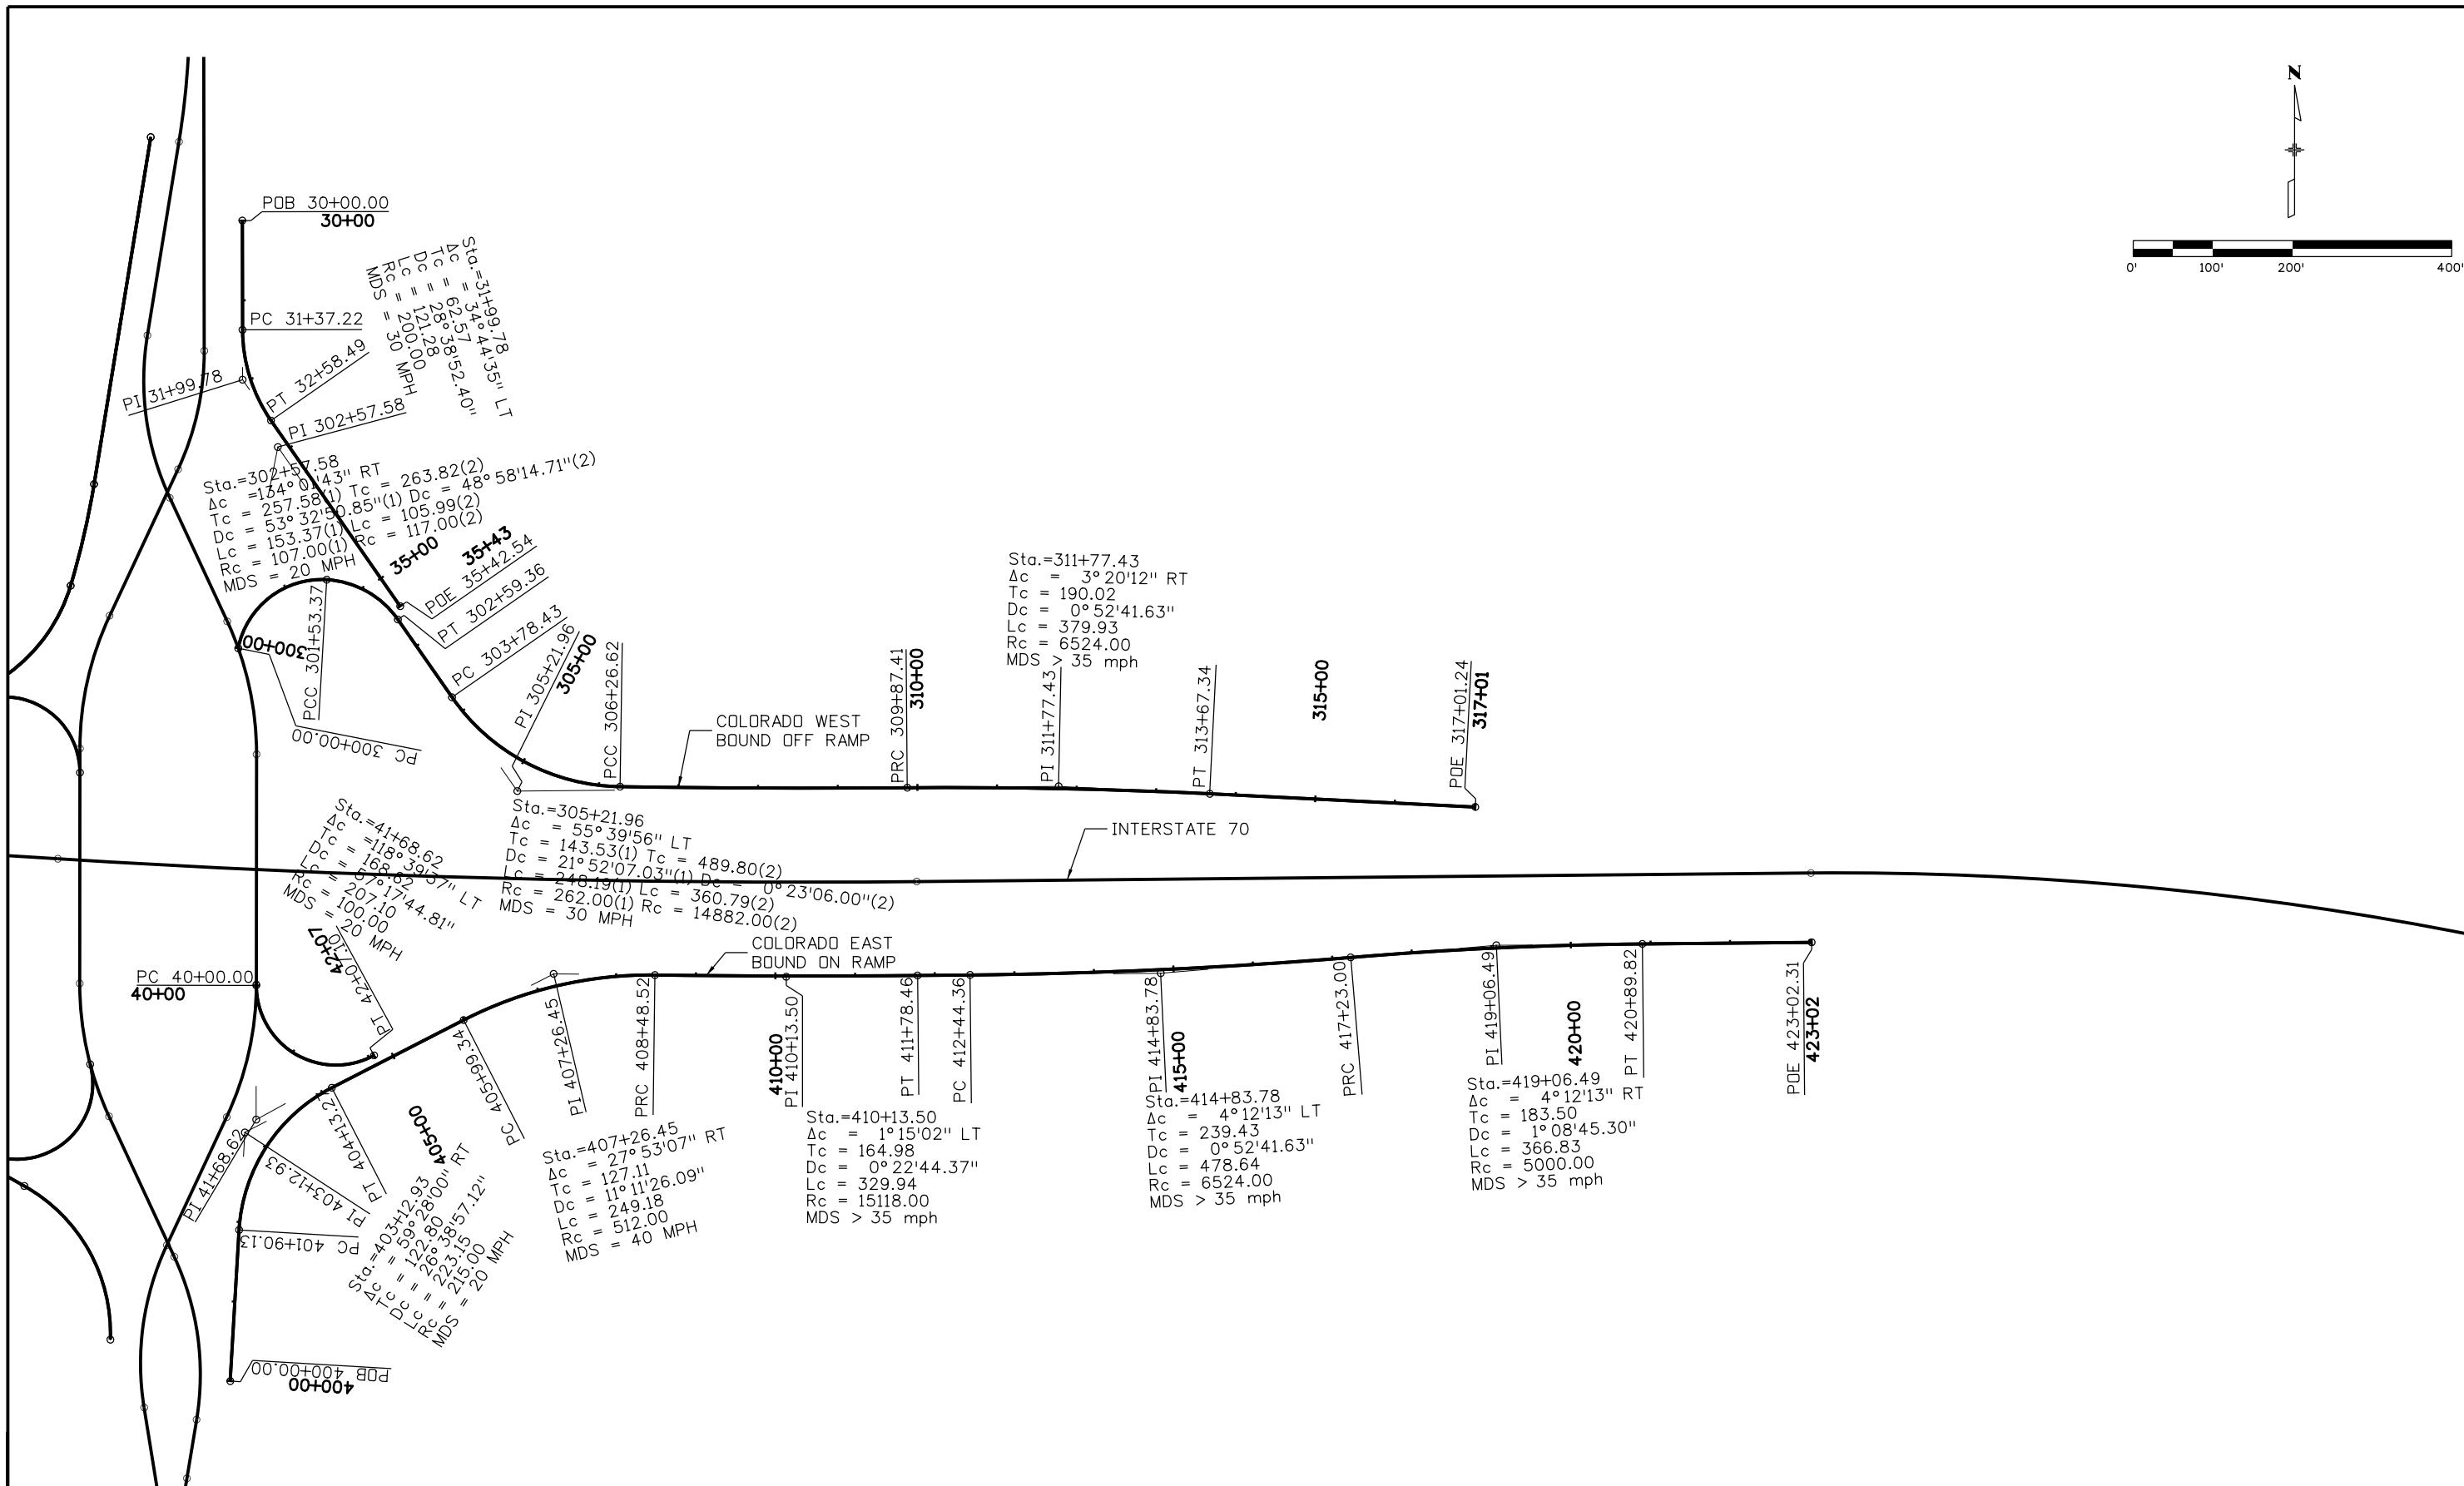 N
0' 100' 200' 400'
POB 30+00.00
30+00
PC 31+37.22
PI 31+99.78
PT 32+58.49
Sta.=31+99.78
Δc = 34°44'35" LT
Tc = 62.57
Dc = 28°38'52.40"
Lc = 121.28
Rc = 200.00
MDS = 30 MPH
PI 302+57.58
Sta.=302+57.58
Δc =134°01'43" RT
Tc = 257.58(1) Tc = 263.82(2)
Dc = 53°32'50.85"(1) Dc = 48°58'14.71"(2)
Lc = 153.37(1) Lc = 105.99(2)
Rc = 107.00(1) Rc = 117.00(2)
MDS = 20 MPH
35+00
35+43
POE 35+42.54
PT 302+59.36
PC 303+78.43
300+00
PCC 301+53.37
PC 300+00.00
PI 305+21.96
305+00
PCC 306+26.62
COLORADO WEST
BOUND OFF RAMP
PRC 309+87.41
310+00
Sta.=311+77.43
Δc = 3°20'12" RT
Tc = 190.02
Dc = 0°52'41.63"
Lc = 379.93
Rc = 6524.00
MDS > 35 mph
PI 311+77.43
PT 313+67.34
315+00
POE 317+01.24
317+01
INTERSTATE 70
Sta.=305+21.96
Δc = 55°39'56" LT
Tc = 143.53(1) Tc = 489.80(2)
Dc = 21°52'07.03"(1) Dc = 0°23'06.00"(2)
Lc = 248.19(1) Lc = 360.79(2)
Rc = 262.00(1) Rc = 14882.00(2)
MDS = 30 MPH
Sta.=41+68.62
Δc =118°39'37" LT
Tc = 168.62
Dc = 57°17'44.81"
Lc = 207.10
Rc = 100.00
MDS = 20 MPH
42+07
PT 42+07.10
PC 40+00.00
40+00
COLORADO EAST
BOUND ON RAMP
PI 41+68.62
PI 403+12.93
PT 404+13.27
405+00
PC 405+99.34
PI 407+26.45
PRC 408+48.52
410+00
PI 410+13.50
PT 411+78.46
PC 412+44.36
PI 414+83.78
415+00
PRC 417+23.00
PI 419+06.49
420+00
PT 420+89.82
POE 423+02.31
423+02
PC 401+90.13
POB 400+00.00
400+00
Sta.=403+12.93
Δc = 59°28'00" RT
Tc = 122.80
Dc = 26°38'57.12"
Lc = 223.15
Rc = 215.00
MDS = 20 MPH
Sta.=407+26.45
Δc = 27°53'07" RT
Tc = 127.11
Dc = 11°11'26.09"
Lc = 249.18
Rc = 512.00
MDS = 40 MPH
Sta.=410+13.50
Δc = 1°15'02" LT
Tc = 164.98
Dc = 0°22'44.37"
Lc = 329.94
Rc = 15118.00
MDS > 35 mph
Sta.=414+83.78
Δc = 4°12'13" LT
Tc = 239.43
Dc = 0°52'41.63"
Lc = 478.64
Rc = 6524.00
MDS > 35 mph
Sta.=419+06.49
Δc = 4°12'13" RT
Tc = 183.50
Dc = 1°08'45.30"
Lc = 366.83
Rc = 5000.00
MDS > 35 mph